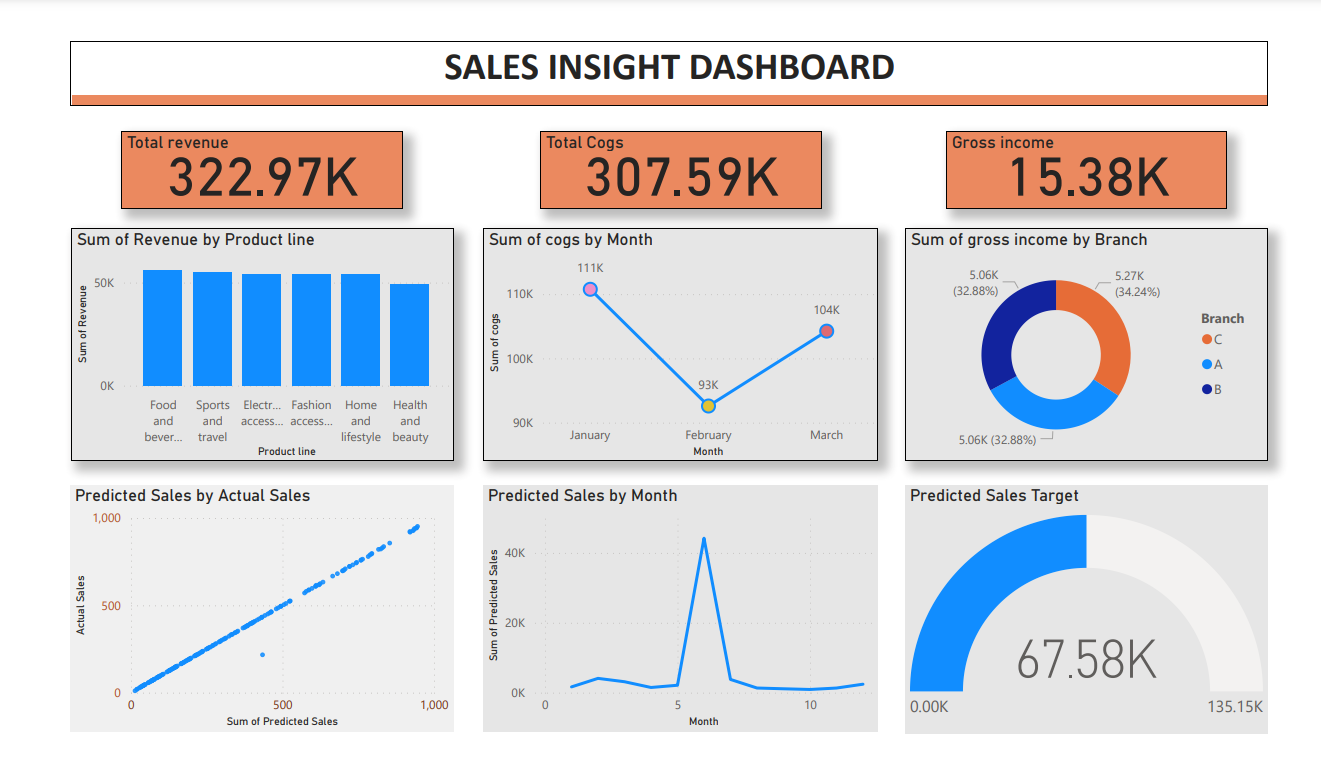 SALES INSIGHT DASHBOARD
Total revenue
322.97K
Total Cogs
307.59K
Gross income
15.38K
Sum of Revenue by Product line
Sum of Revenue
50K
0K
Food
and
bever...
Sports
and
travel
Electr...
access...
Fashion
access...
Home
and
lifestyle
Health
and
beauty
Product line
Sum of cogs by Month
Sum of cogs
110K
100K
90K
111K
93K
104K
January
February
March
Month
Sum of gross income by Branch
5.06K
(32.88%)
5.27K
(34.24%)
5.06K (32.88%)
Branch
C
A
B
Predicted Sales by Actual Sales
Actual Sales
1,000
500
0
0
500
1,000
Sum of Predicted Sales
Predicted Sales by Month
Sum of Predicted Sales
40K
20K
0K
0
5
10
Month
Predicted Sales Target
67.58K
0.00K
135.15K